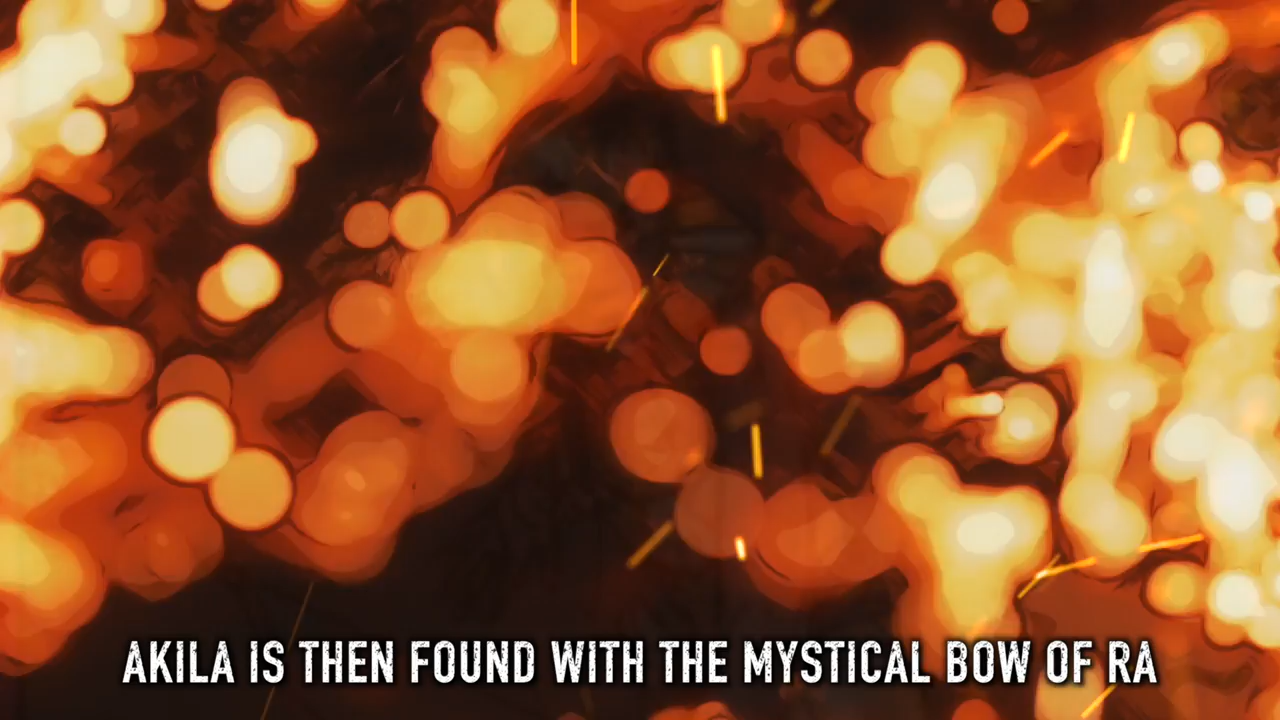 AKILA IS THEN FOUND WITH THE MYSTICAL BOW OF RA